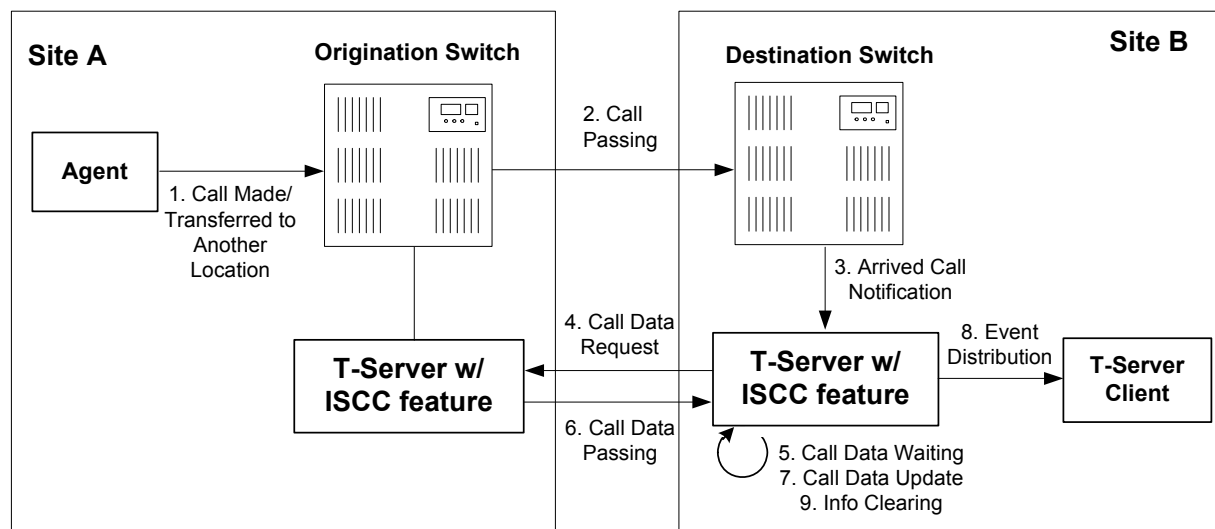 Site A
Origination Switch
Site B
Destination Switch
Agent
1. Call Made/
Transferred to
Another
Location
2. Call
Passing
3. Arrived Call
Notification
4. Call Data
Request
8. Event
Distribution
T-Server w/
ISCC feature
T-Server w/
ISCC feature
T-Server
Client
6. Call Data
Passing
5. Call Data Waiting
7. Call Data Update
9. Info Clearing